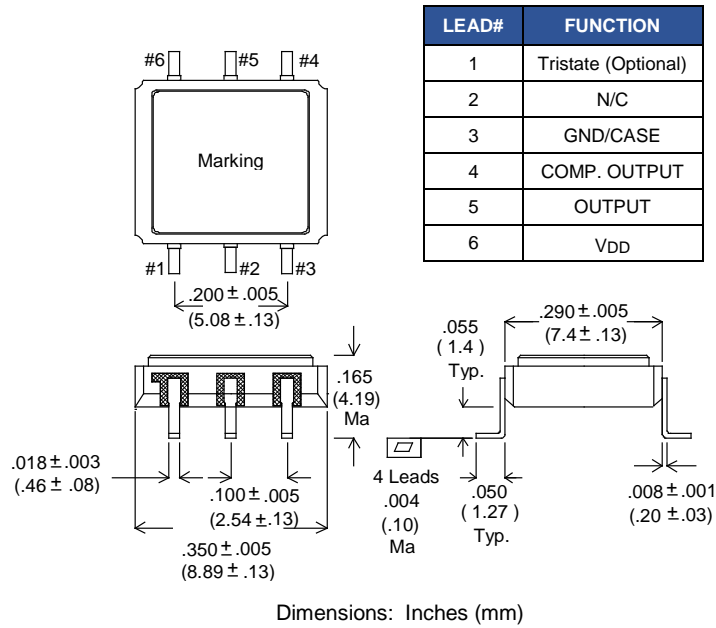 #6 #5 #4
Marking
#1 #2 #3
.200 ± .005
(5.08 ± .13)
LEAD# FUNCTION
1 Tristate (Optional)
2 N/C
3 GND/CASE
4 COMP. OUTPUT
5 OUTPUT
6 VDD
.165
(4.19)
Ma
.018 ± .003
(.46 ± .08)
.100 ± .005
(2.54 ± .13)
.350 ± .005
(8.89 ± .13)
.290 ± .005
(7.4 ± .13)
.055
( 1.4 )
Typ.
4 Leads
.004
(.10)
Ma
.050
( 1.27 )
Typ.
.008 ± .001
(.20 ± .03)
Dimensions: Inches (mm)